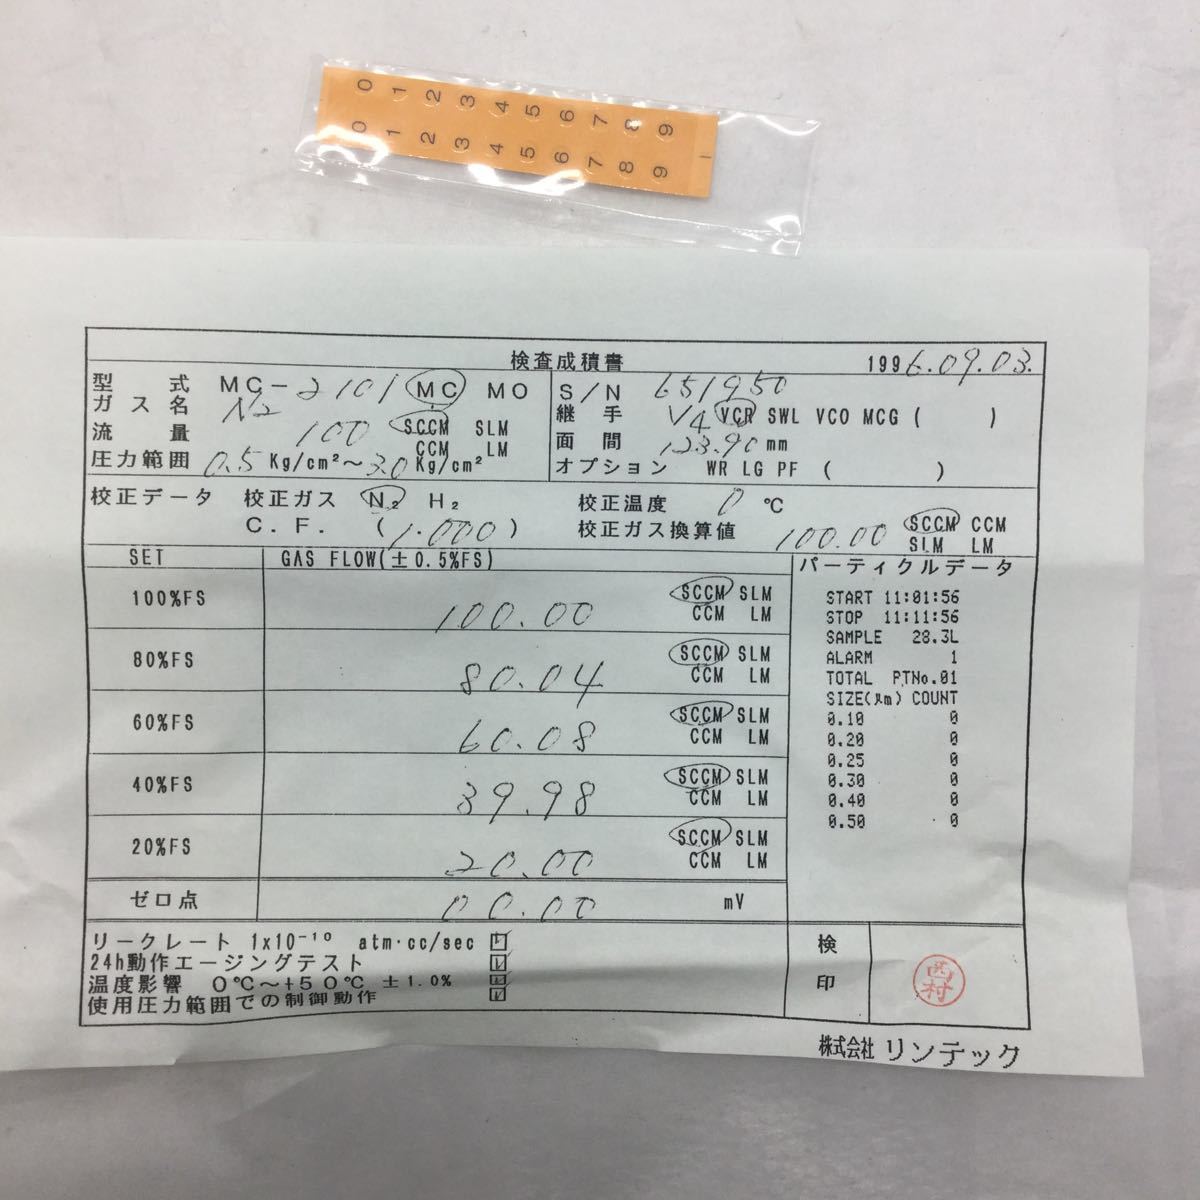 0 1 2 3 4 5 6 7 8 9
0 1 2 3 4 5 6 7 8 9 |
検査成積書 1996.09.03.
型式 MC-2101 MC MO
ガス名 N2
流量 100 SCCM SLM
CCM LM
圧力範囲 0.5 Kg/cm²～3.0 Kg/cm²
S/N 651950
継手 V4 VCR SWL VCO MCG ( )
面間 123.90 mm
オプション WR LG PF ( )
校正データ 校正ガス N₂ H₂ 校正温度 0 ℃
C.F. (1.000) 校正ガス換算値 100.00 SCCM CCM
SLM LM
SET GAS FLOW(±0.5%FS)
100%FS 100.00 SCCM SLM
CCM LM
80%FS 80.04 SCCM SLM
CCM LM
60%FS 60.08 SCCM SLM
CCM LM
40%FS 39.98 SCCM SLM
CCM LM
20%FS 20.00 SCCM SLM
CCM LM
ゼロ点 00.00 mV
パーティクルデータ
START 11:01:56
STOP 11:11:56
SAMPLE 28.3L
ALARM 1
TOTAL PTNo.01
SIZE(μm) COUNT
0.10 0
0.20 0
0.25 0
0.30 0
0.40 0
0.50 0
リークレート 1x10⁻¹⁰ atm·cc/sec ☑
24h動作エージングテスト ☑
温度影響 0℃～+50℃ ±1.0% ☑
使用圧力範囲での制御動作 ☑
検印
村
株式会社 リンテック